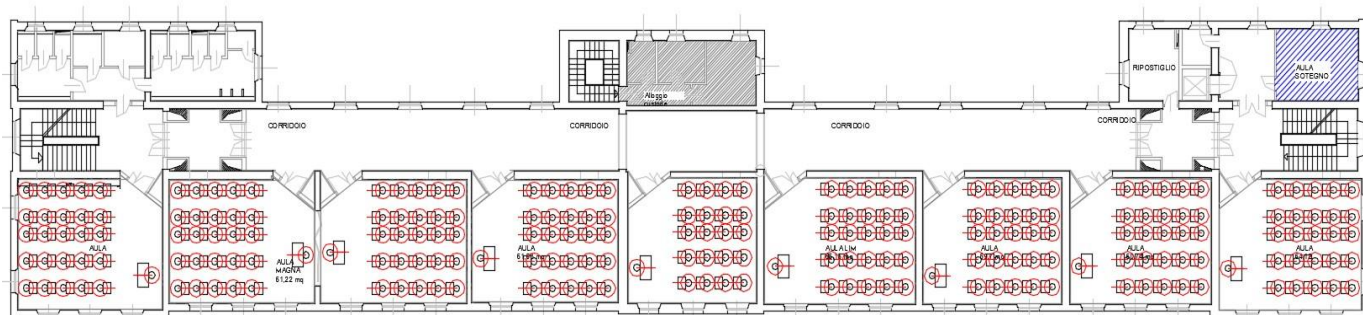 RIPOSTIGLIO
AULA
SOTEGNO
Alloggio
custode
CORRIDOIO
CORRIDOIO
CORRIDOIO
CORRIDOIO
AULA
AULA
MAGNA
61,22 mq
AULA
AULA LIM
AULA
AULA
AULA